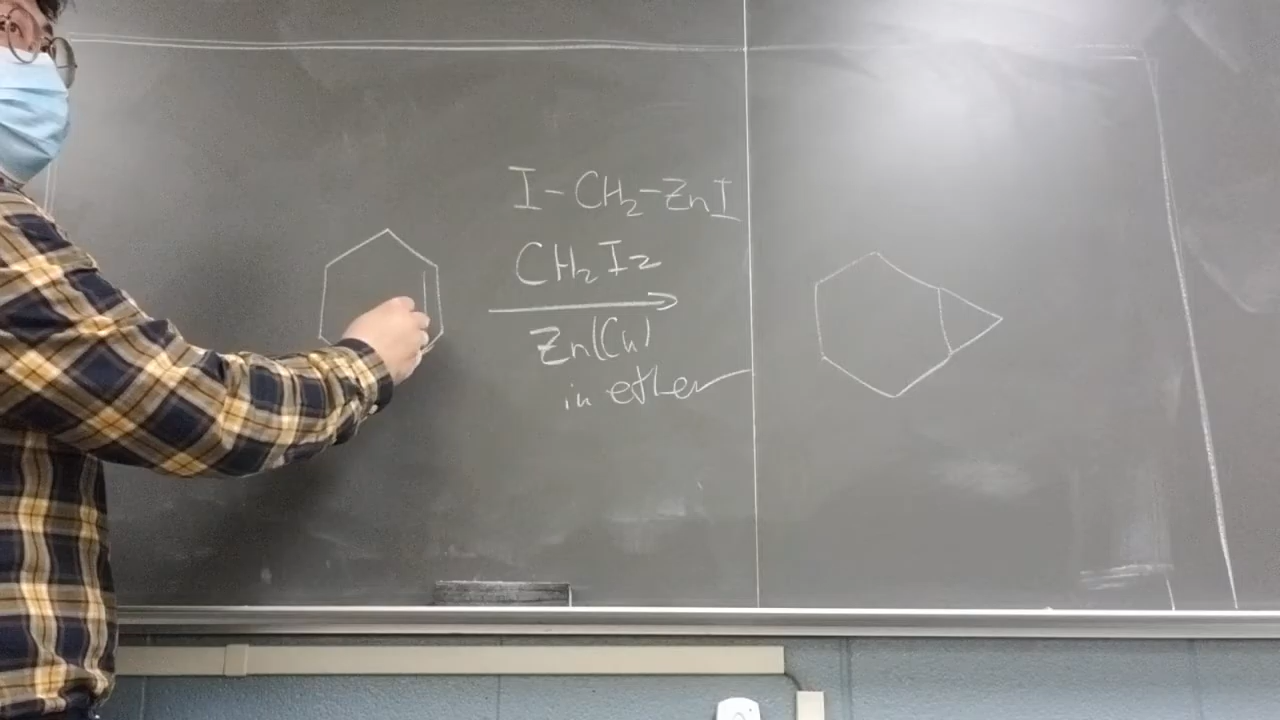 I-CH₂-ZnI
CH₂I₂
Zn(Cu)
in ether